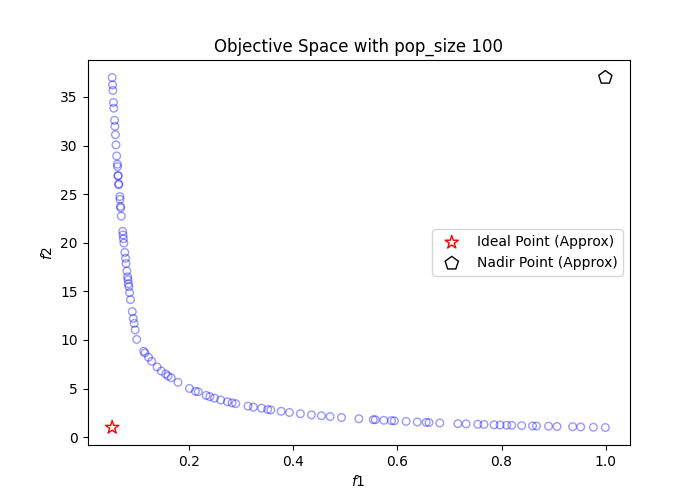 Objective Space with pop_size 100
f2
35
30
25
20
15
10
5
0
Ideal Point (Approx)
Nadir Point (Approx)
0.2
0.4
0.6
0.8
1.0
f1